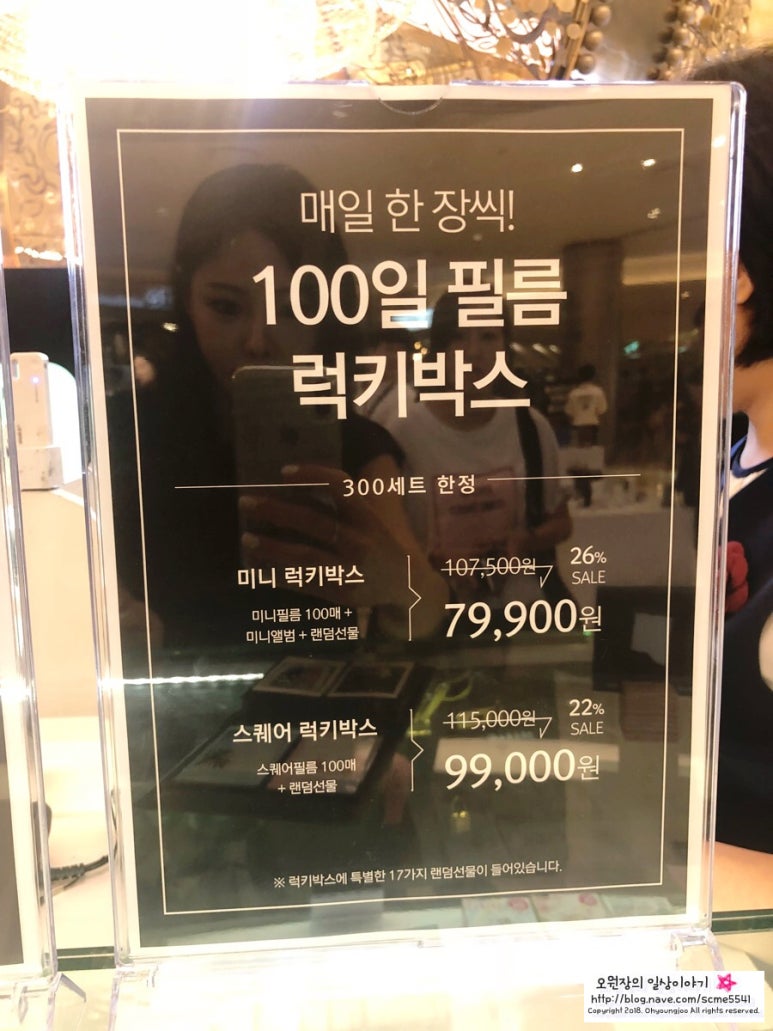 매일 한 장씩!
100일 필름
럭키박스
300세트 한정
미니 럭키박스
미니필름 100매 +
미니앨범 + 랜덤선물
107,500원
26% SALE
79,900원
스퀘어 럭키박스
스퀘어필름 100매
+ 랜덤선물
115,000원
22% SALE
99,000원
※ 럭키박스에 특별한 17가지 랜덤선물이 들어있습니다.
오원장의 일상이야기
http://blog.nave.com/scme5541
Copyright 2018. Ohyoungjoo All rights reserved.